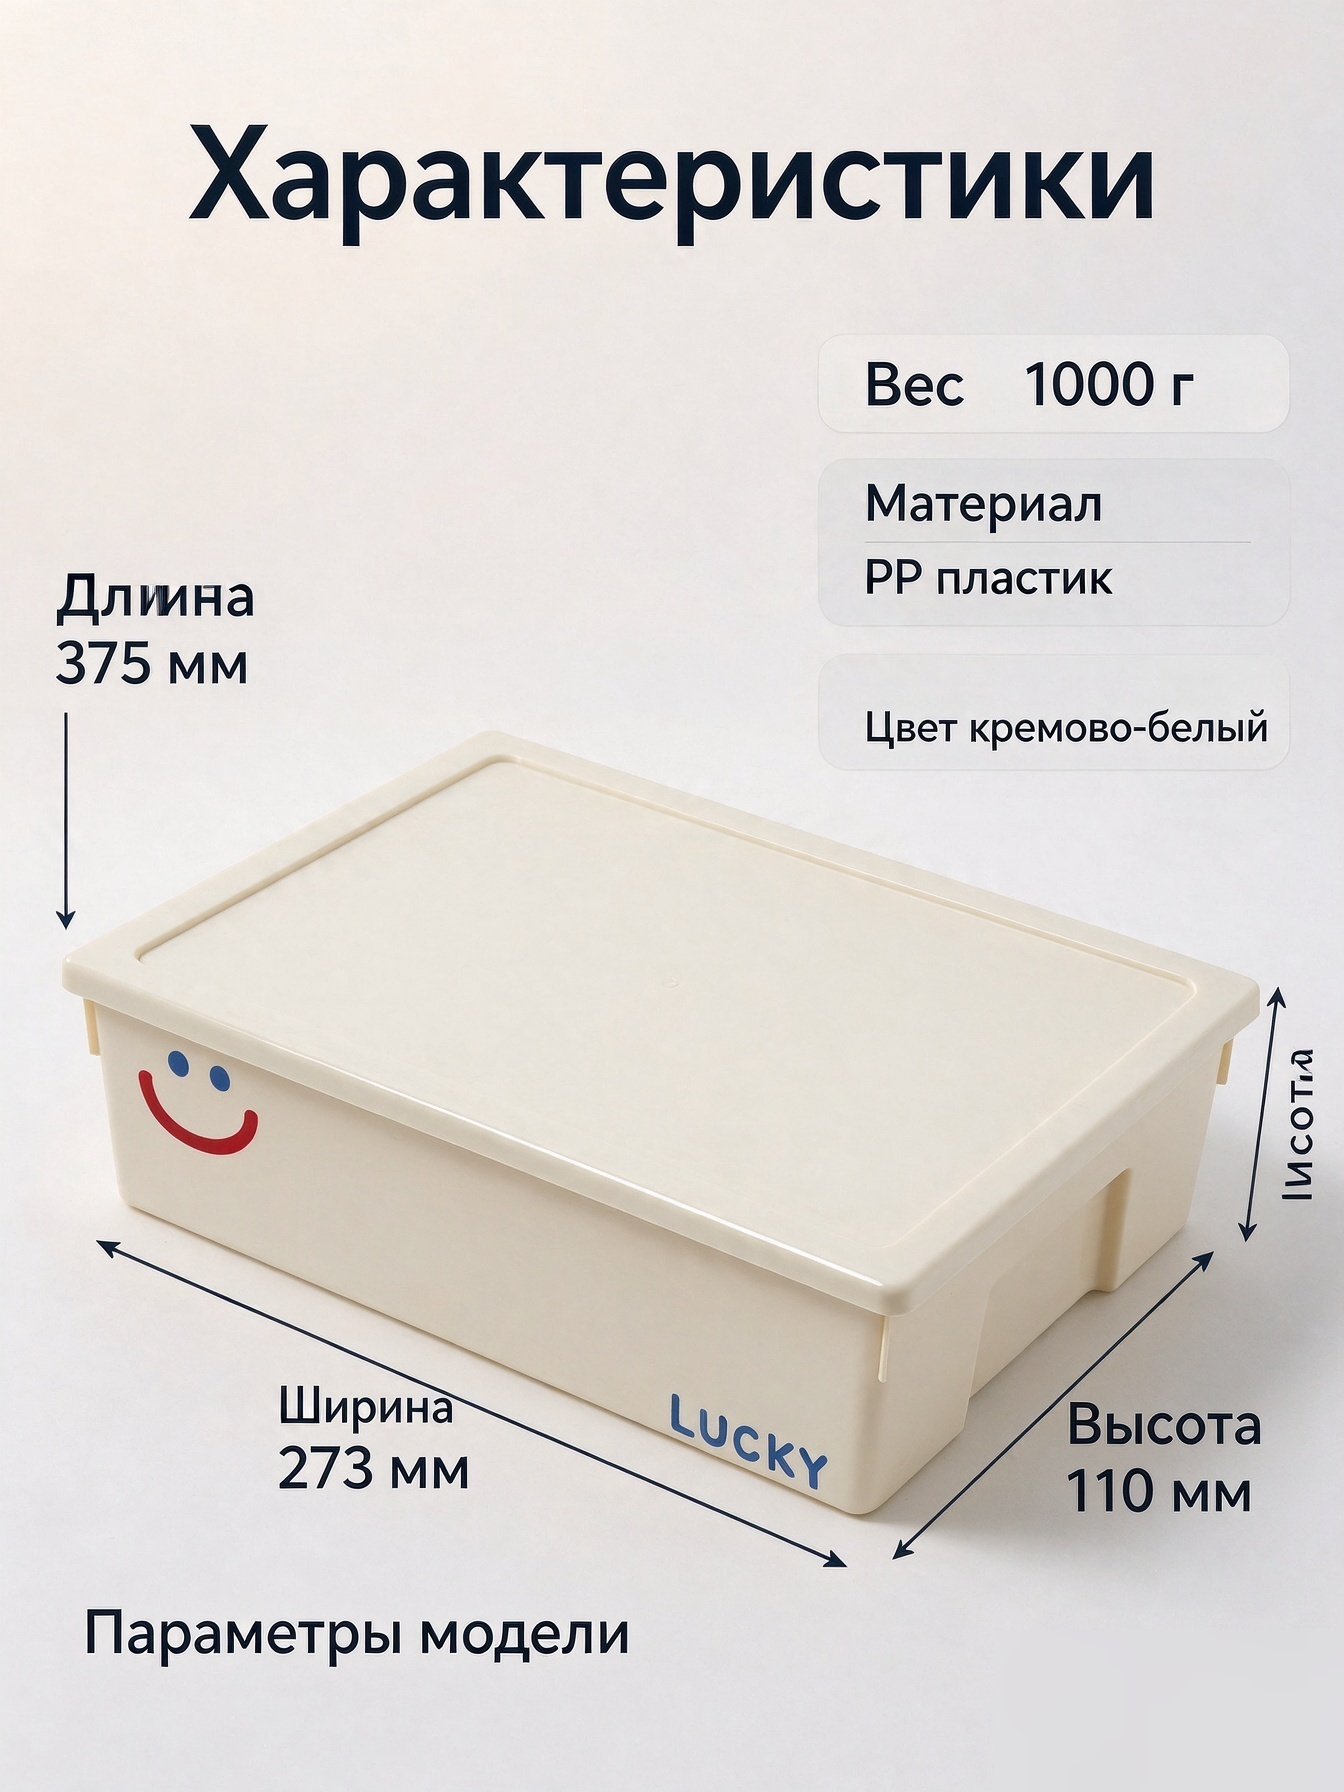 Характеристики
Вес 1000 г
Материал
PP пластик
Цвет кремово-белый
375 мм
Ширина
273 мм
LUCKY
Высота
110 мм
Параметры модели